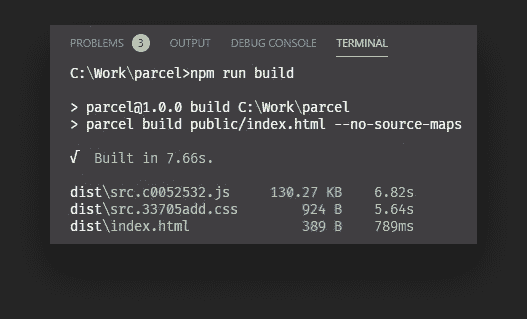 PROBLEMS 3 OUTPUT DEBUG CONSOLE TERMINAL
C:\Work\parcel>npm run build
> parcel@1.0.0 build C:\Work\parcel
> parcel build public/index.html --no-source-maps
√ Built in 7.66s.
dist\src.c0052532.js 130.27 KB 6.82s
dist\src.33705add.css 924 B 5.64s
dist\index.html 389 B 789ms